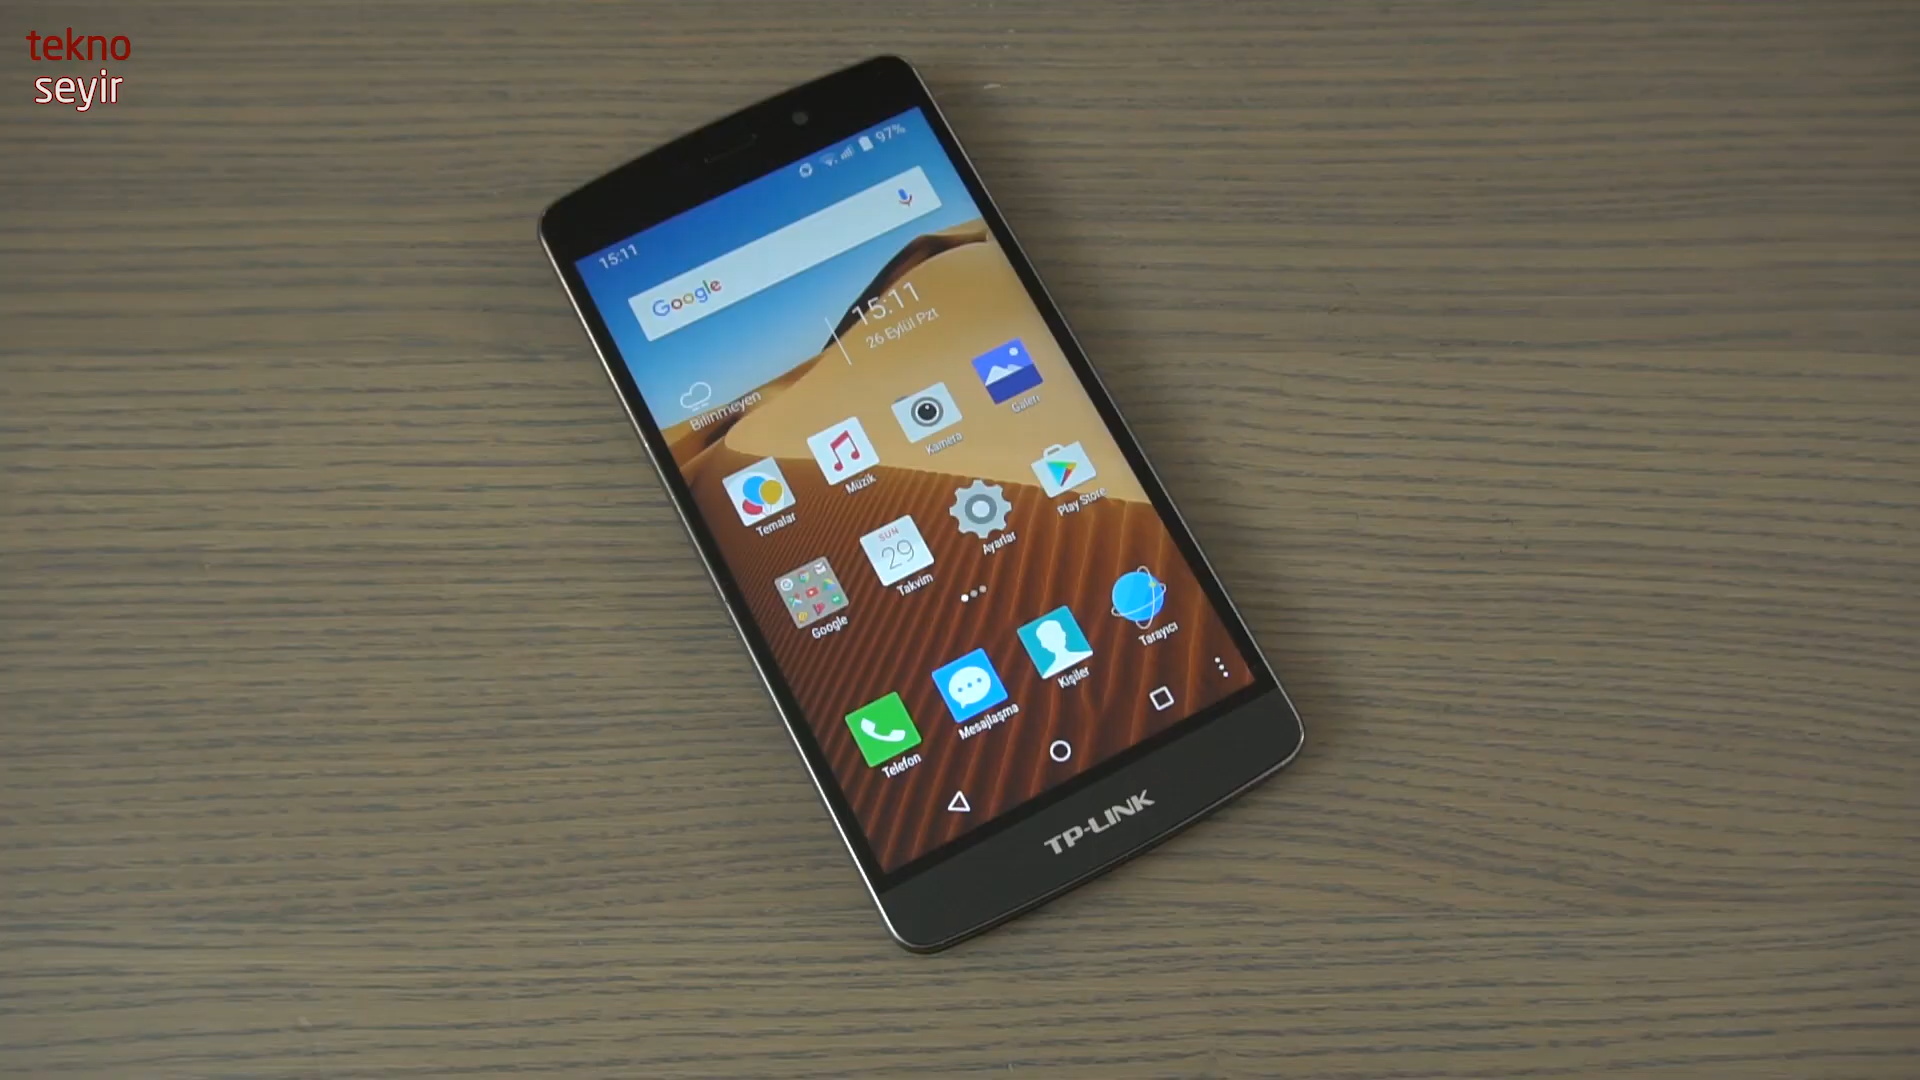 tekno
seyir
97%
15:11
Google
15:11
26 Eylül Pzt
Bilinmeyen
Temalar
Müzik
Kamera
Galeri
Google
SUN
29
Takvim
Ayarlar
Play Store
Telefon
Mesajlaşma
Kişiler
Tarayıcı
TP-LINK